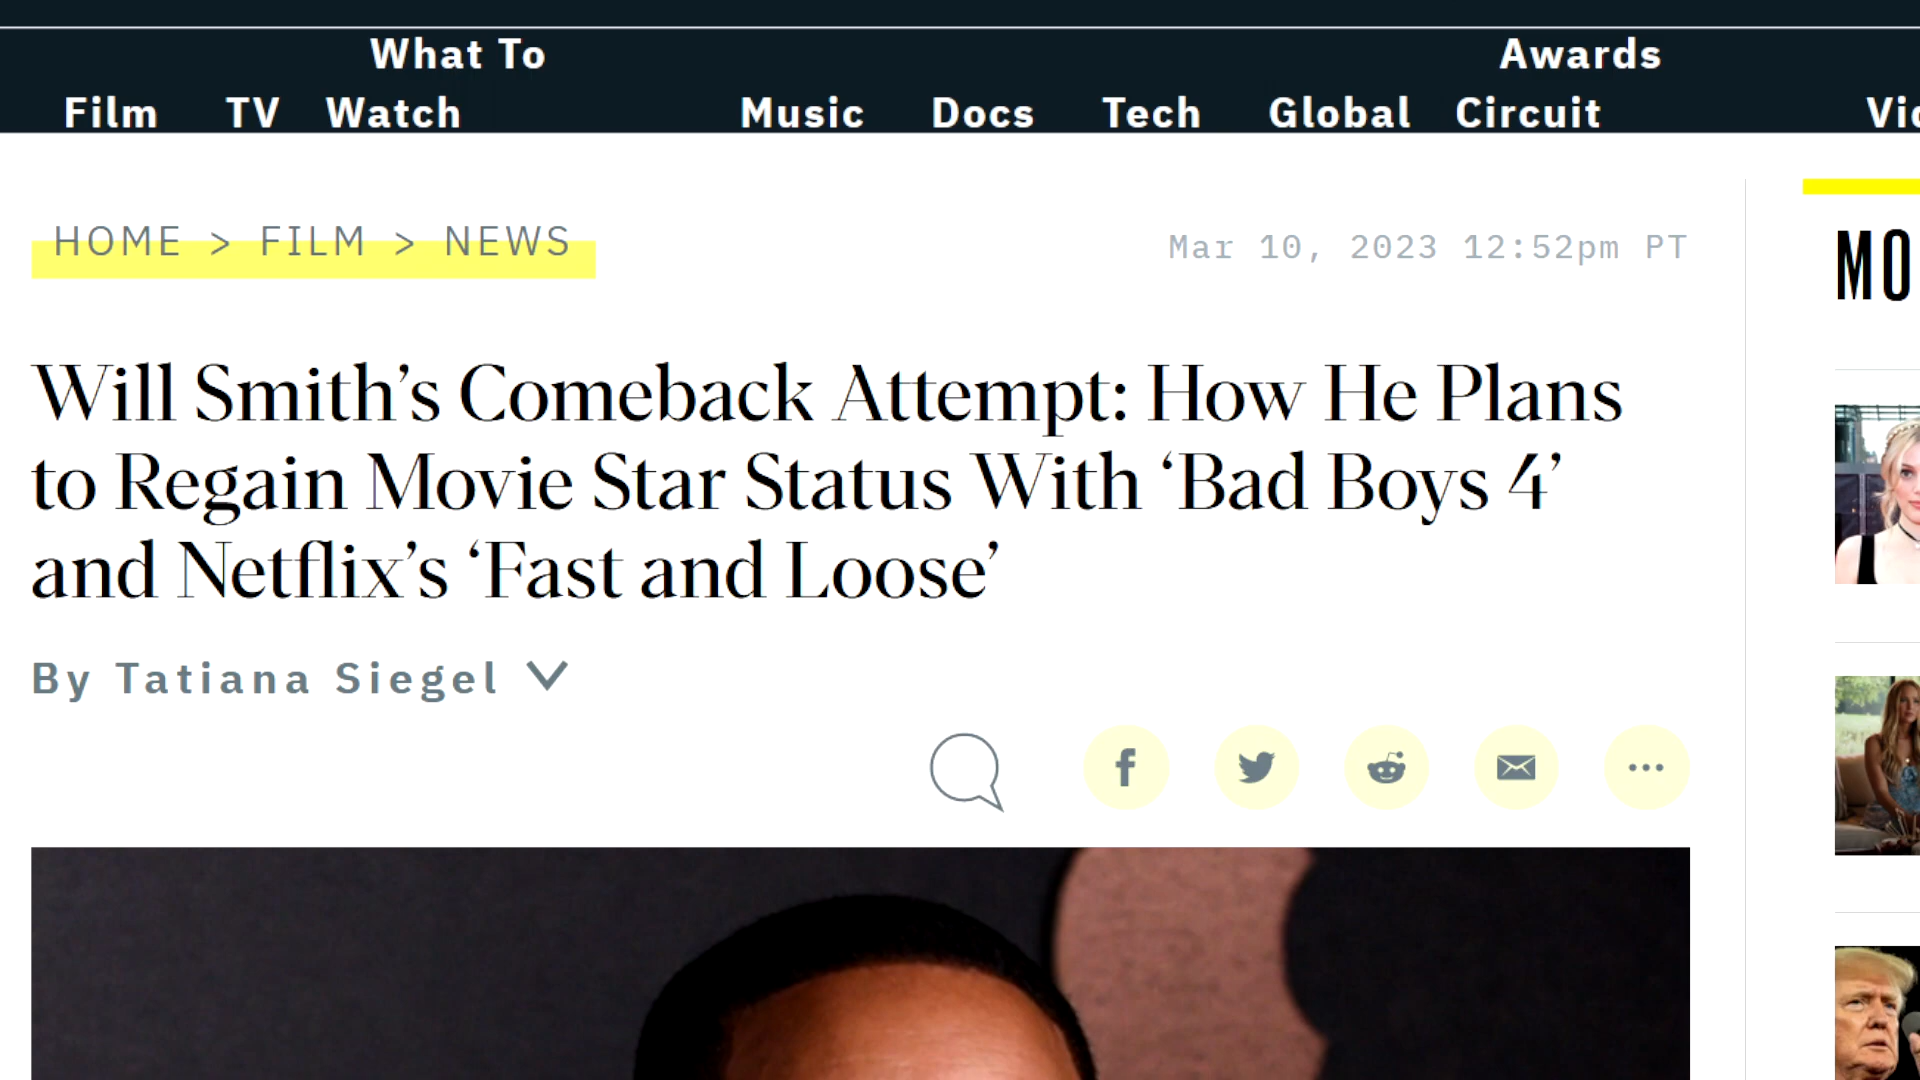 What To
Awards
Film TV Watch Music Docs Tech Global Circuit
HOME > FILM > NEWS
Mar 10, 2023 12:52pm PT
Will Smith’s Comeback Attempt: How He Plans
to Regain Movie Star Status With ‘Bad Boys 4’
and Netflix’s ‘Fast and Loose’
By Tatiana Siegel